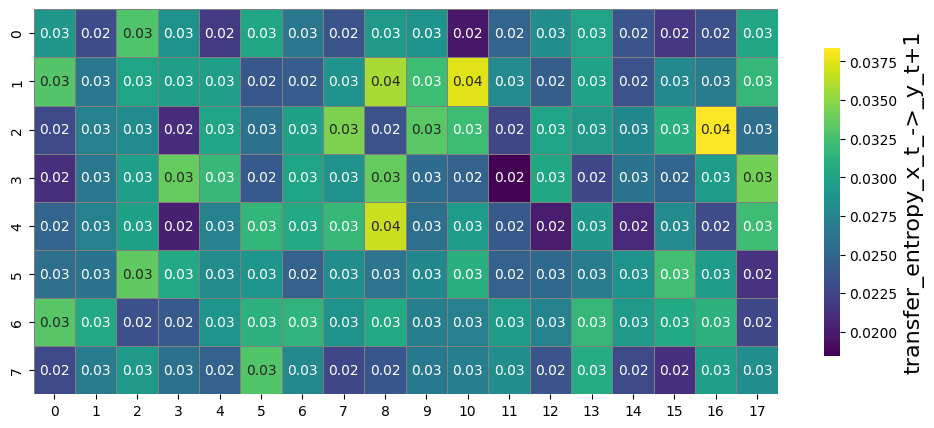 0 0.03 0.02 0.03 0.03 0.02 0.03 0.03 0.02 0.03 0.03 0.02 0.02 0.03 0.03 0.02 0.02 0.02 0.03
1 0.03 0.03 0.03 0.03 0.03 0.02 0.02 0.03 0.04 0.03 0.04 0.03 0.02 0.03 0.02 0.03 0.03 0.03
2 0.02 0.03 0.03 0.02 0.03 0.03 0.03 0.03 0.02 0.03 0.03 0.02 0.03 0.03 0.03 0.03 0.04 0.03
3 0.02 0.03 0.03 0.03 0.03 0.02 0.03 0.03 0.03 0.03 0.02 0.02 0.03 0.02 0.03 0.02 0.03 0.03
4 0.02 0.03 0.03 0.02 0.03 0.03 0.03 0.03 0.04 0.03 0.03 0.02 0.02 0.03 0.02 0.03 0.02 0.03
5 0.03 0.03 0.03 0.03 0.03 0.03 0.02 0.03 0.03 0.03 0.03 0.02 0.03 0.03 0.02 0.03 0.03 0.02
6 0.03 0.03 0.02 0.02 0.03 0.03 0.03 0.03 0.03 0.03 0.03 0.03 0.03 0.03 0.03 0.03 0.03 0.02
7 0.02 0.03 0.03 0.03 0.02 0.03 0.03 0.02 0.02 0.03 0.03 0.03 0.02 0.03 0.02 0.02 0.03 0.03
0 1 2 3 4 5 6 7 8 9 10 11 12 13 14 15 16 17
0.0375
0.0350
0.0325
0.0300
0.0275
0.0250
0.0225
0.0200
transfer_entropy_x_t_->_y_t+1